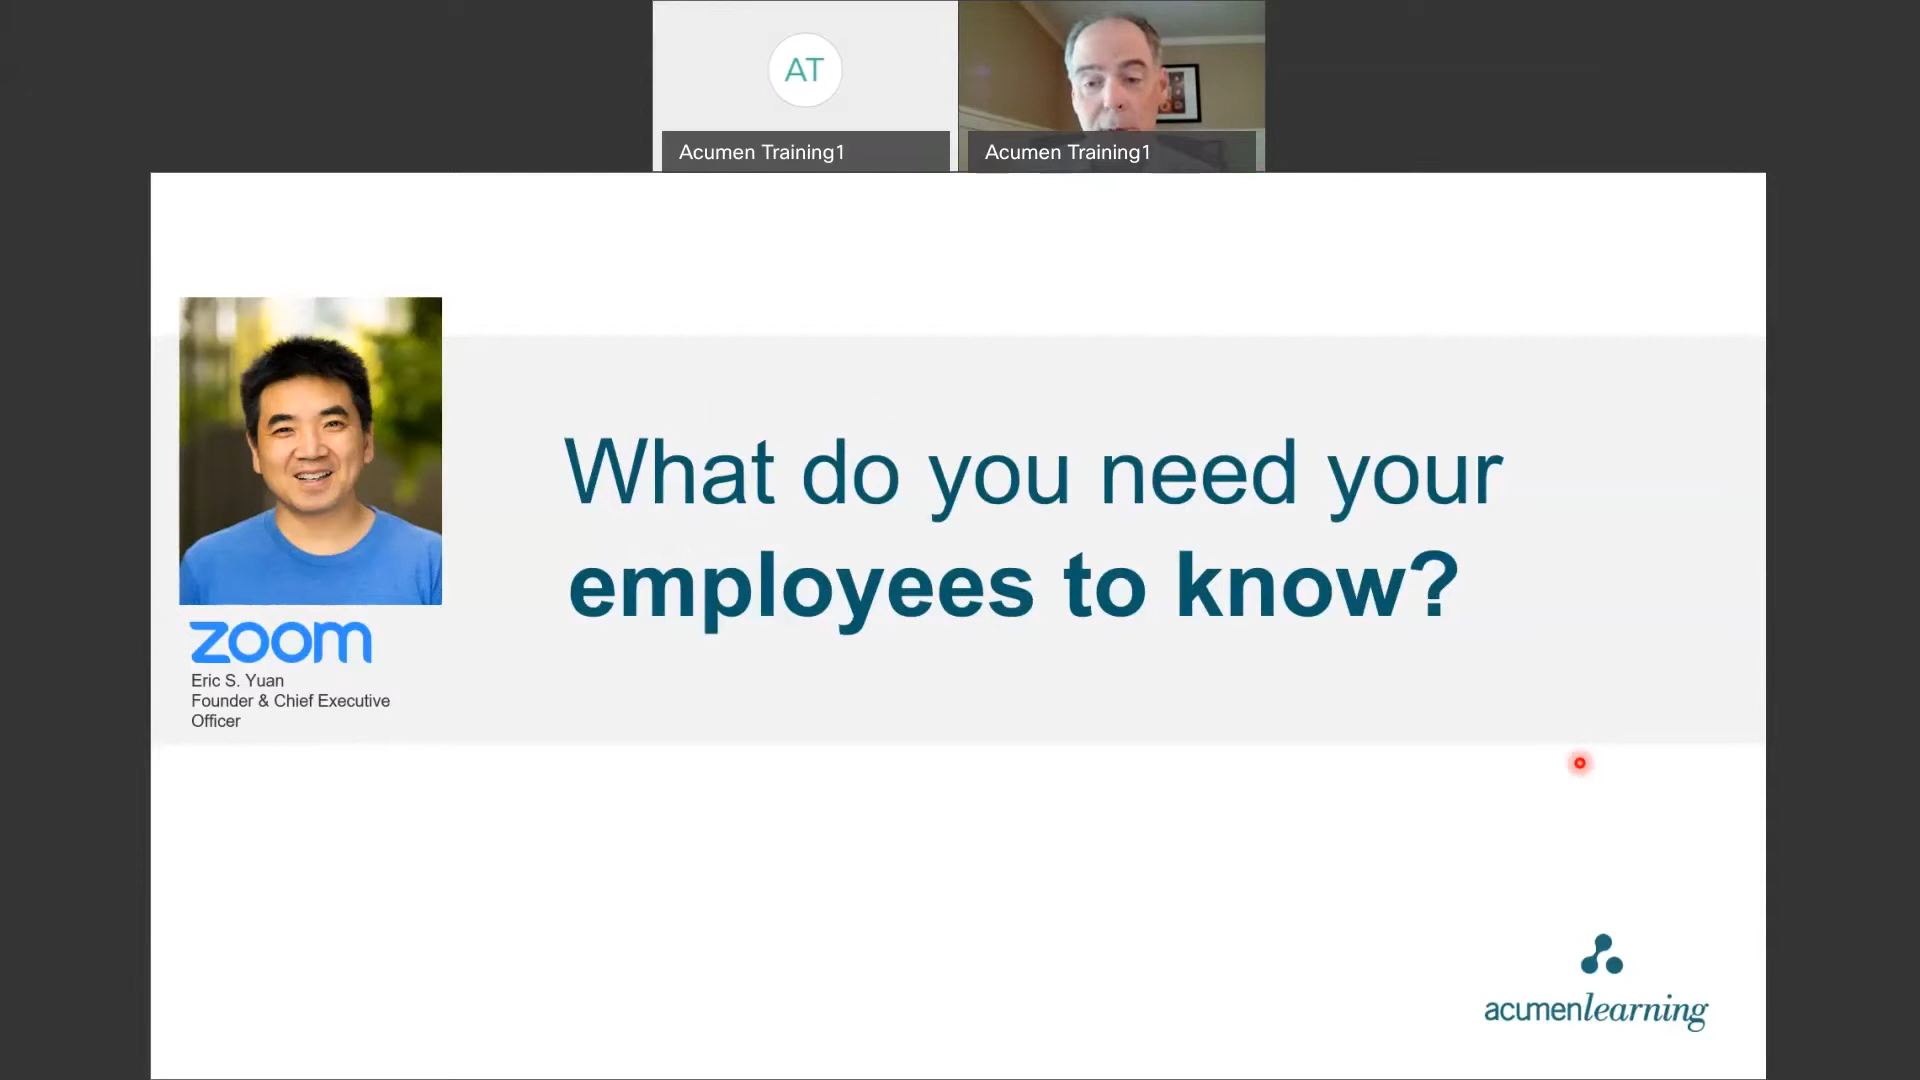 AT
Acumen Training1
Acumen Training1
What do you need your
employees to know?
zoom
Eric S. Yuan
Founder & Chief Executive
Officer
acumenlearning